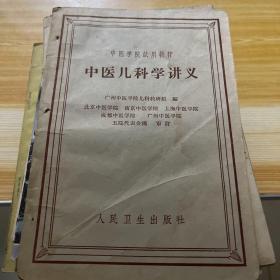 中医学院试用教材
中医儿科学讲义
广州中医学院儿科教研组 编
北京中医学院 南京中医学院 上海中医学院
成都中医学院 广州中医学院
五院代表会议 审订
人民卫生出版社